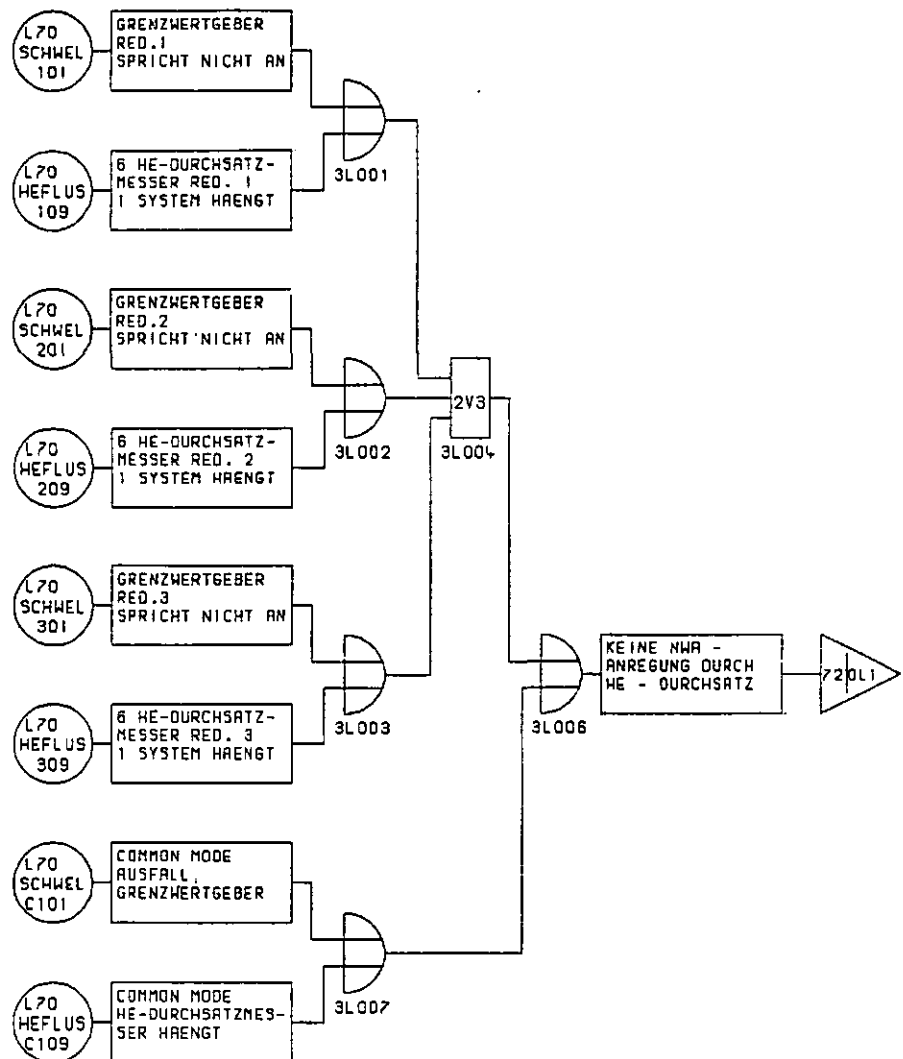 L70
SCHWEL
101
GRENZWERTGEBER
RED.1
SPRICHT NICHT AN
3L001
L70
HEFLUS
109
6 HE-DURCHSATZ-
MESSER RED. 1
1 SYSTEM HAENGT
L70
SCHWEL
201
GRENZWERTGEBER
RED.2
SPRICHT NICHT AN
2V3
3L002
3L004
L70
HEFLUS
209
6 HE-DURCHSATZ-
MESSER RED. 2
1 SYSTEM HAENGT
L70
SCHWEL
301
GRENZWERTGEBER
RED.3
SPRICHT NICHT AN
KEINE NWA -
ANREGUNG DURCH
HE - DURCHSATZ
72 0L1
3L003
3L006
L70
HEFLUS
309
6 HE-DURCHSATZ-
MESSER RED. 3
1 SYSTEM HAENGT
L70
SCHWEL
C101
COMMON MODE
AUSFALL
GRENZWERTGEBER
3L007
L70
HEFLUS
C109
COMMON MODE
HE-DURCHSATZMES-
SER HAENGT